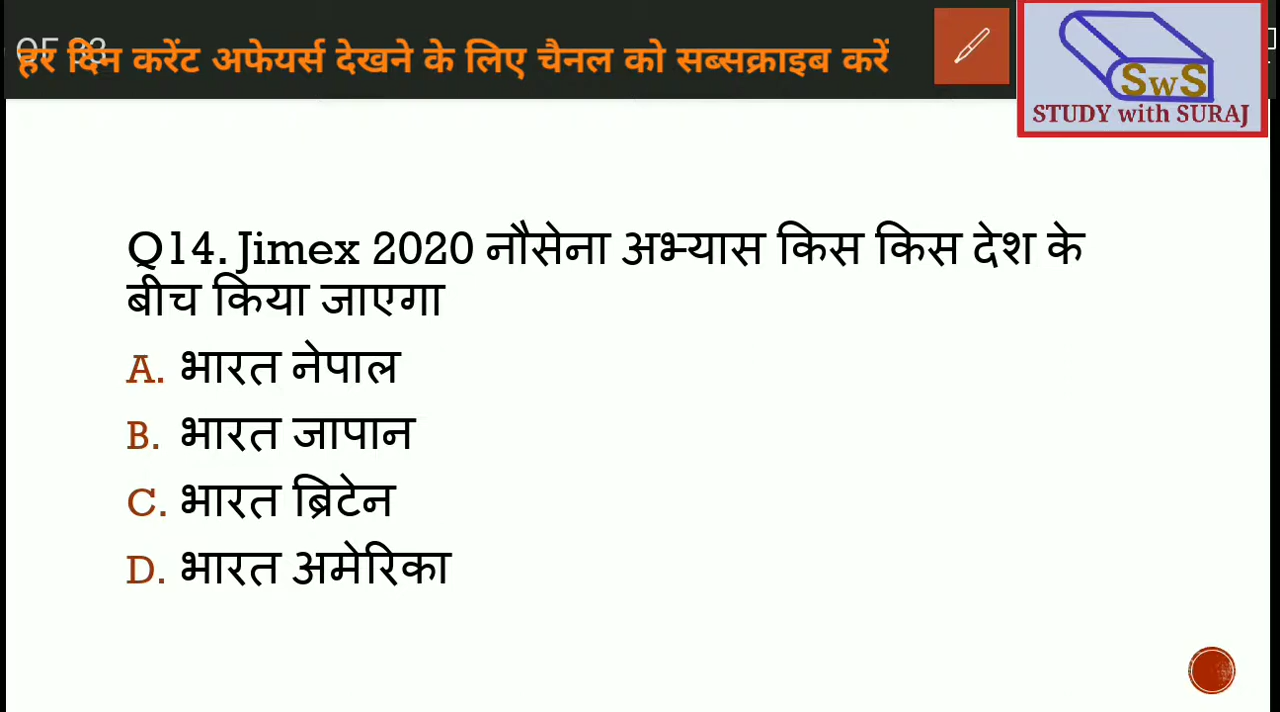 हर दिन करेंट अफेयर्स देखने के लिए चैनल को सब्सक्राइब करें
SwS
STUDY with SURAJ
Q14. Jimex 2020 नौसेना अभ्यास किस किस देश के
बीच किया जाएगा
A. भारत नेपाल
B. भारत जापान
C. भारत ब्रिटेन
D. भारत अमेरिका